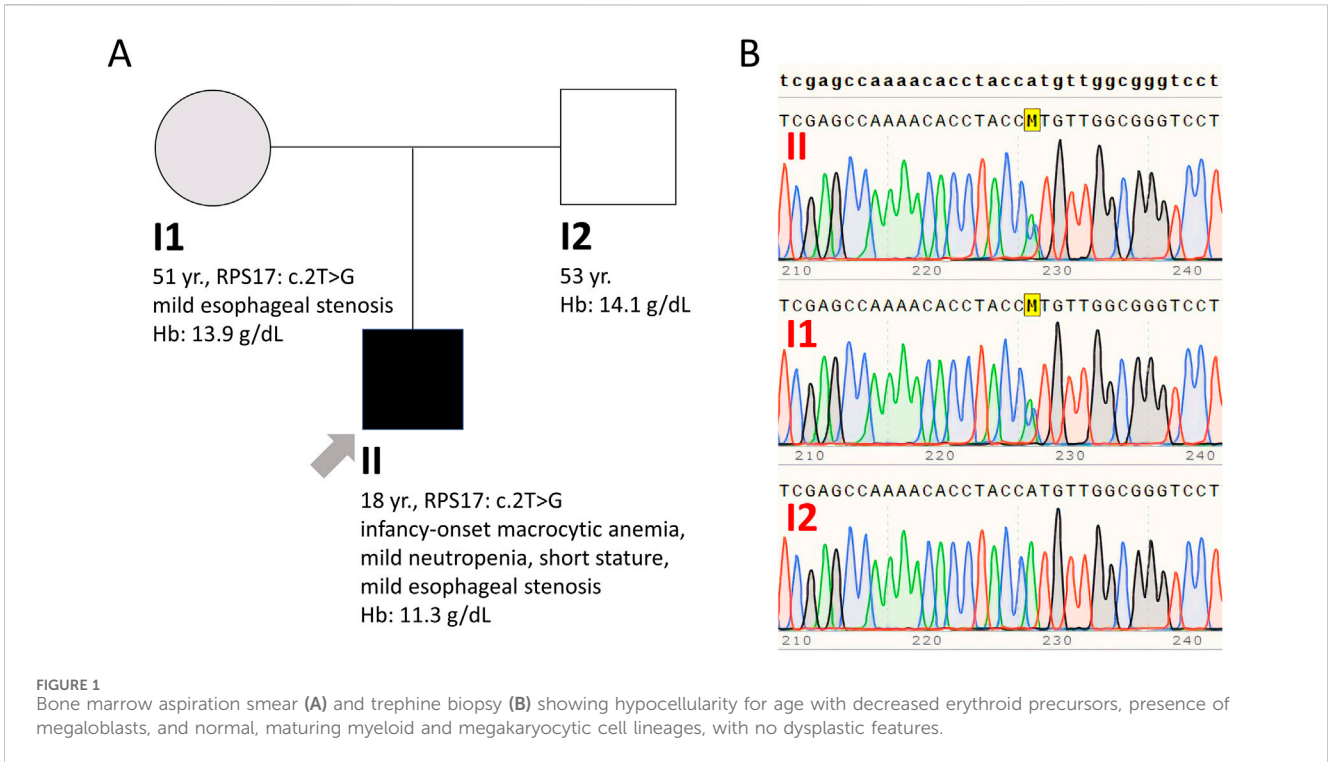 A
I1
51 yr., RPS17: c.2T>G
mild esophageal stenosis
Hb: 13.9 g/dL
I2
53 yr.
Hb: 14.1 g/dL
II
18 yr., RPS17: c.2T>G
infancy-onset macrocytic anemia,
mild neutropenia, short stature,
mild esophageal stenosis
Hb: 11.3 g/dL
B
tcgagccaaaacacctaccatgttggcgggtcct
TCGAGCCAAAACACCTACCMTGTTGGCGGGTCCT
II
210 220 230 240
TCGAGCCAAAACACCTACCMTGTTGGCGGGTCCT
I1
210 220 230 240
TCGAGCCAAAACACCTACCATGTTGGCGGGTCCT
I2
210 220 230 240
FIGURE 1
Bone marrow aspiration smear (A) and trephine biopsy (B) showing hypocellularity for age with decreased erythroid precursors, presence of
megaloblasts, and normal, maturing myeloid and megakaryocytic cell lineages, with no dysplastic features.